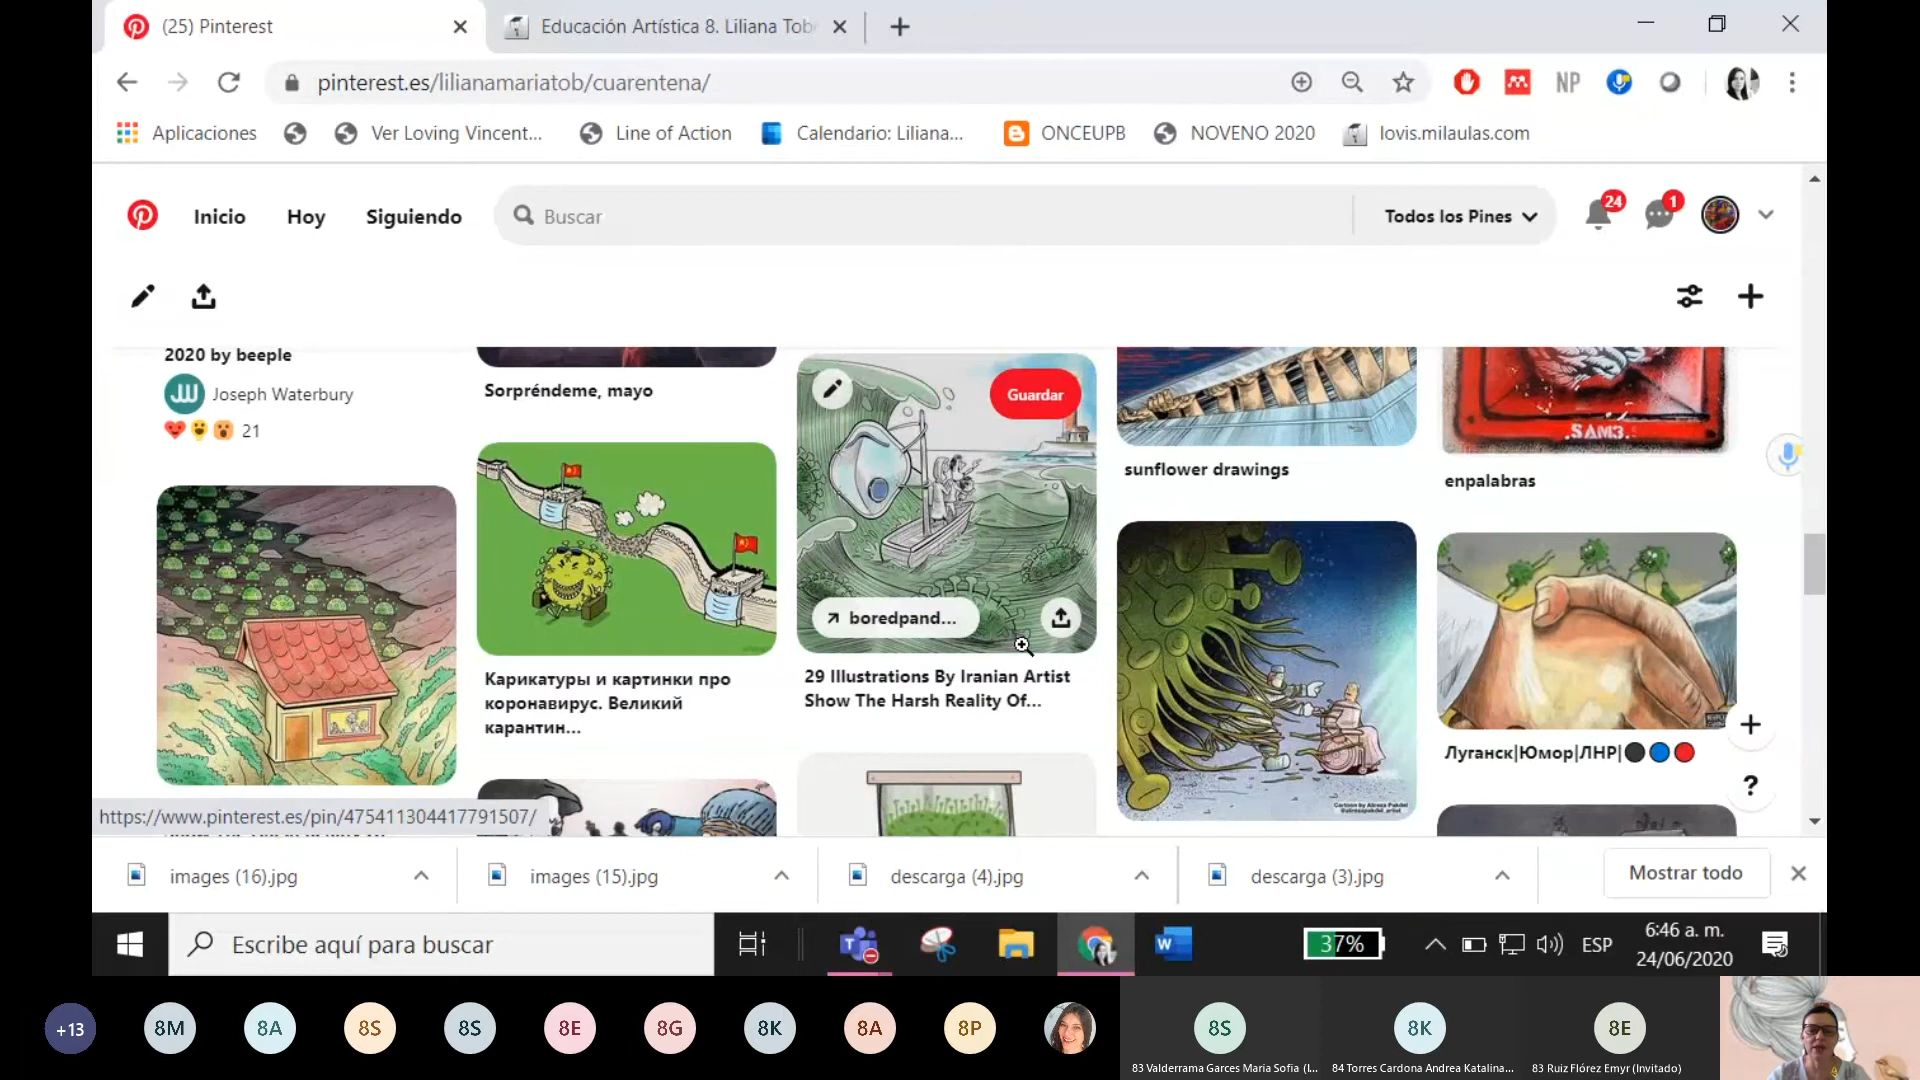 (25) Pinterest
Educación Artística 8. Liliana Tob
pinterest.es/lilianamariatob/cuarentena/
NP
Aplicaciones
Ver Loving Vincent...
Line of Action
Calendario: Liliana...
ONCEUPB
NOVENO 2020
lovis.milaulas.com
Inicio
Hoy
Siguiendo
Buscar
Todos los Pines
24
1
2020 by beeple
Joseph Waterbury
21
Sorpréndeme, mayo
Guardar
.SAM3.
sunflower drawings
enpalabras
boredpand...
Карикатуры и картинки про
коронавирус. Великий
карантин...
29 Illustrations By Iranian Artist
Show The Harsh Reality Of...
Cartoon by Alireza Pakdel
@alirezapakdel_artist
Луганск|Юмор|ЛНР|
?
https://www.pinterest.es/pin/475411304417791507/
images (16).jpg
images (15).jpg
descarga (4).jpg
descarga (3).jpg
Mostrar todo
Escribe aquí para buscar
37%
ESP
6:46 a. m.
24/06/2020
+13
8M
8A
8S
8S
8E
8G
8K
8A
8P
8S
8K
8E
83 Valderrama Garces Maria Sofia (I...
84 Torres Cardona Andrea Katalina...
83 Ruiz Flórez Emyr (Invitado)